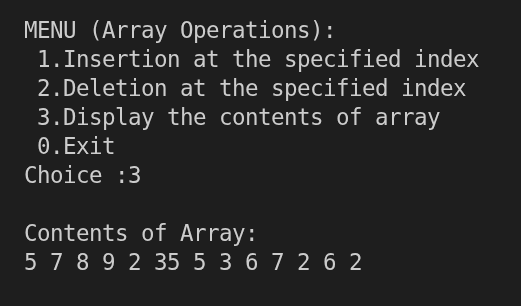 MENU (Array Operations):
1.Insertion at the specified index
2.Deletion at the specified index
3.Display the contents of array
0.Exit
Choice :3
Contents of Array:
5 7 8 9 2 35 5 3 6 7 2 6 2